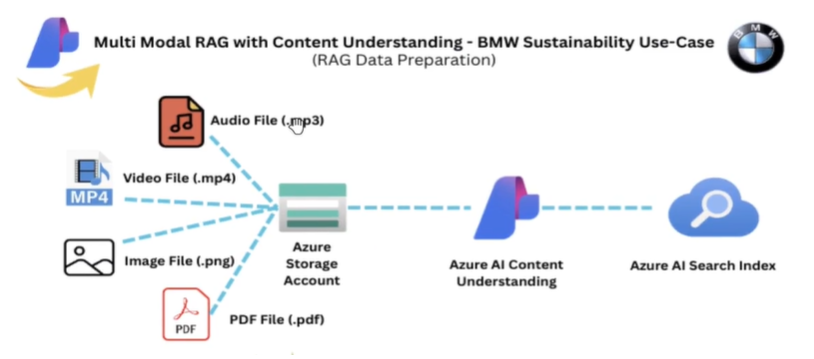 Multi Modal RAG with Content Understanding - BMW Sustainability Use-Case
(RAG Data Preparation)
BMW
Audio File (.mp3)
Video File (.mp4)
MP4
Image File (.png)
Azure
Storage
Account
Azure AI Content
Understanding
Azure AI Search Index
PDF
PDF File (.pdf)